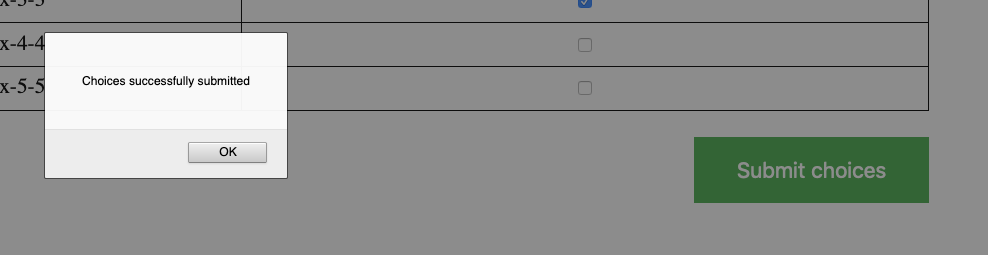 x-3-3
x-4-4
x-5-5
Choices successfully submitted
OK
Submit choices